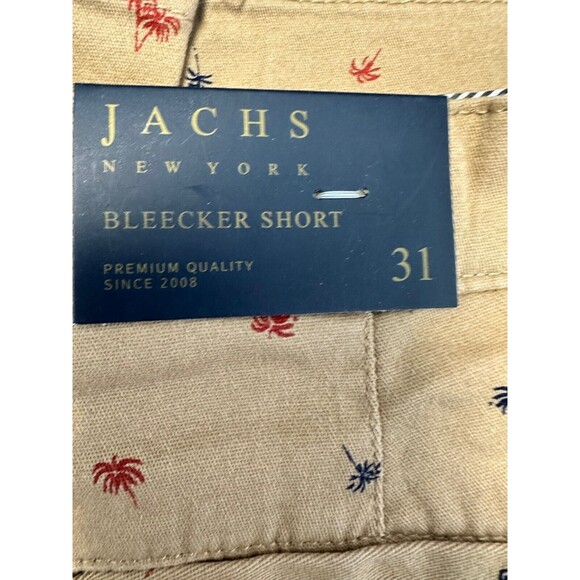 JACHS
NEW YORK
BLEECKER SHORT
PREMIUM QUALITY
SINCE 2008
31